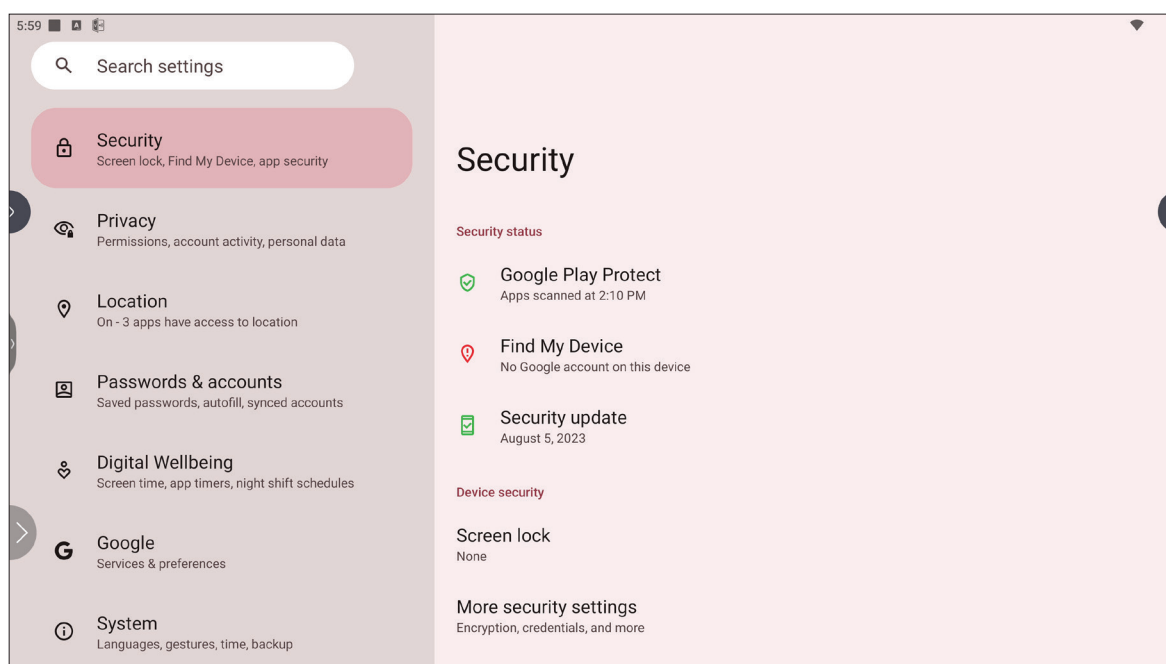 5:59
Search settings
Security
Screen lock, Find My Device, app security
Privacy
Permissions, account activity, personal data
Location
On - 3 apps have access to location
Passwords & accounts
Saved passwords, autofill, synced accounts
Digital Wellbeing
Screen time, app timers, night shift schedules
Google
Services & preferences
System
Languages, gestures, time, backup
Security
Security status
Google Play Protect
Apps scanned at 2:10 PM
Find My Device
No Google account on this device
Security update
August 5, 2023
Device security
Screen lock
None
More security settings
Encryption, credentials, and more